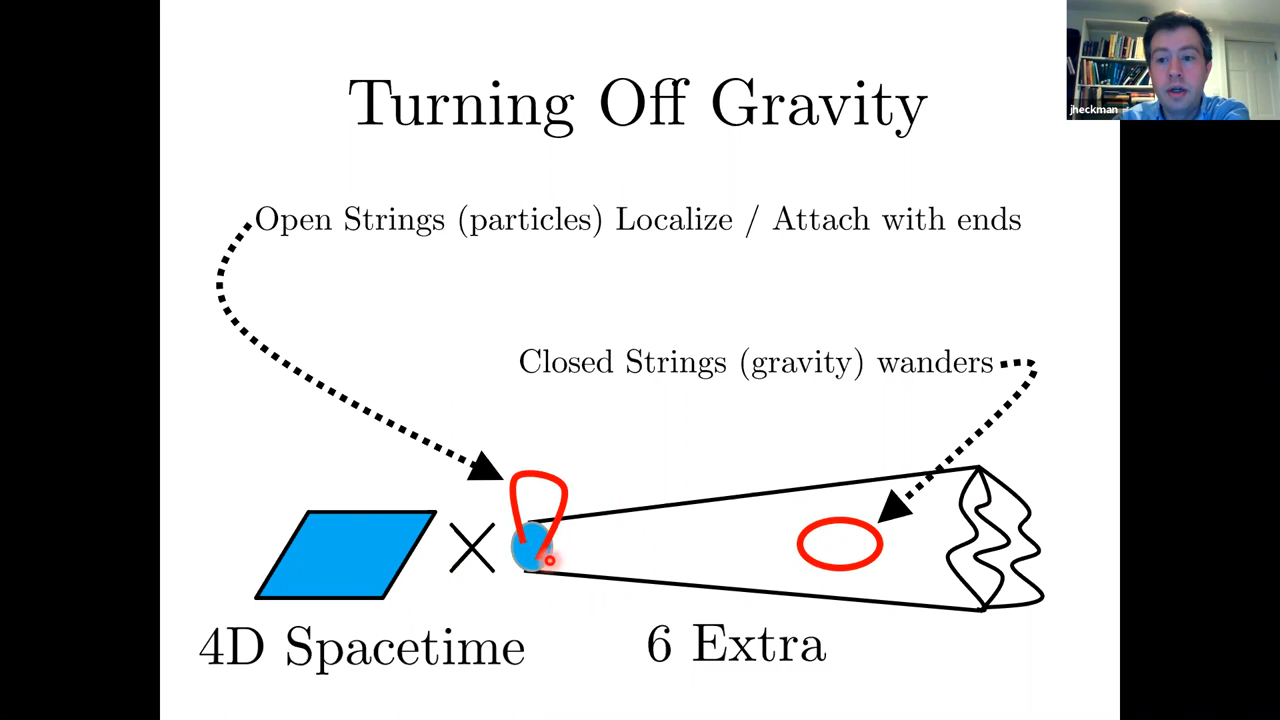 Turning Off Gravity
jheckman
Open Strings (particles) Localize / Attach with ends
Closed Strings (gravity) wanders
4D Spacetime
6 Extra